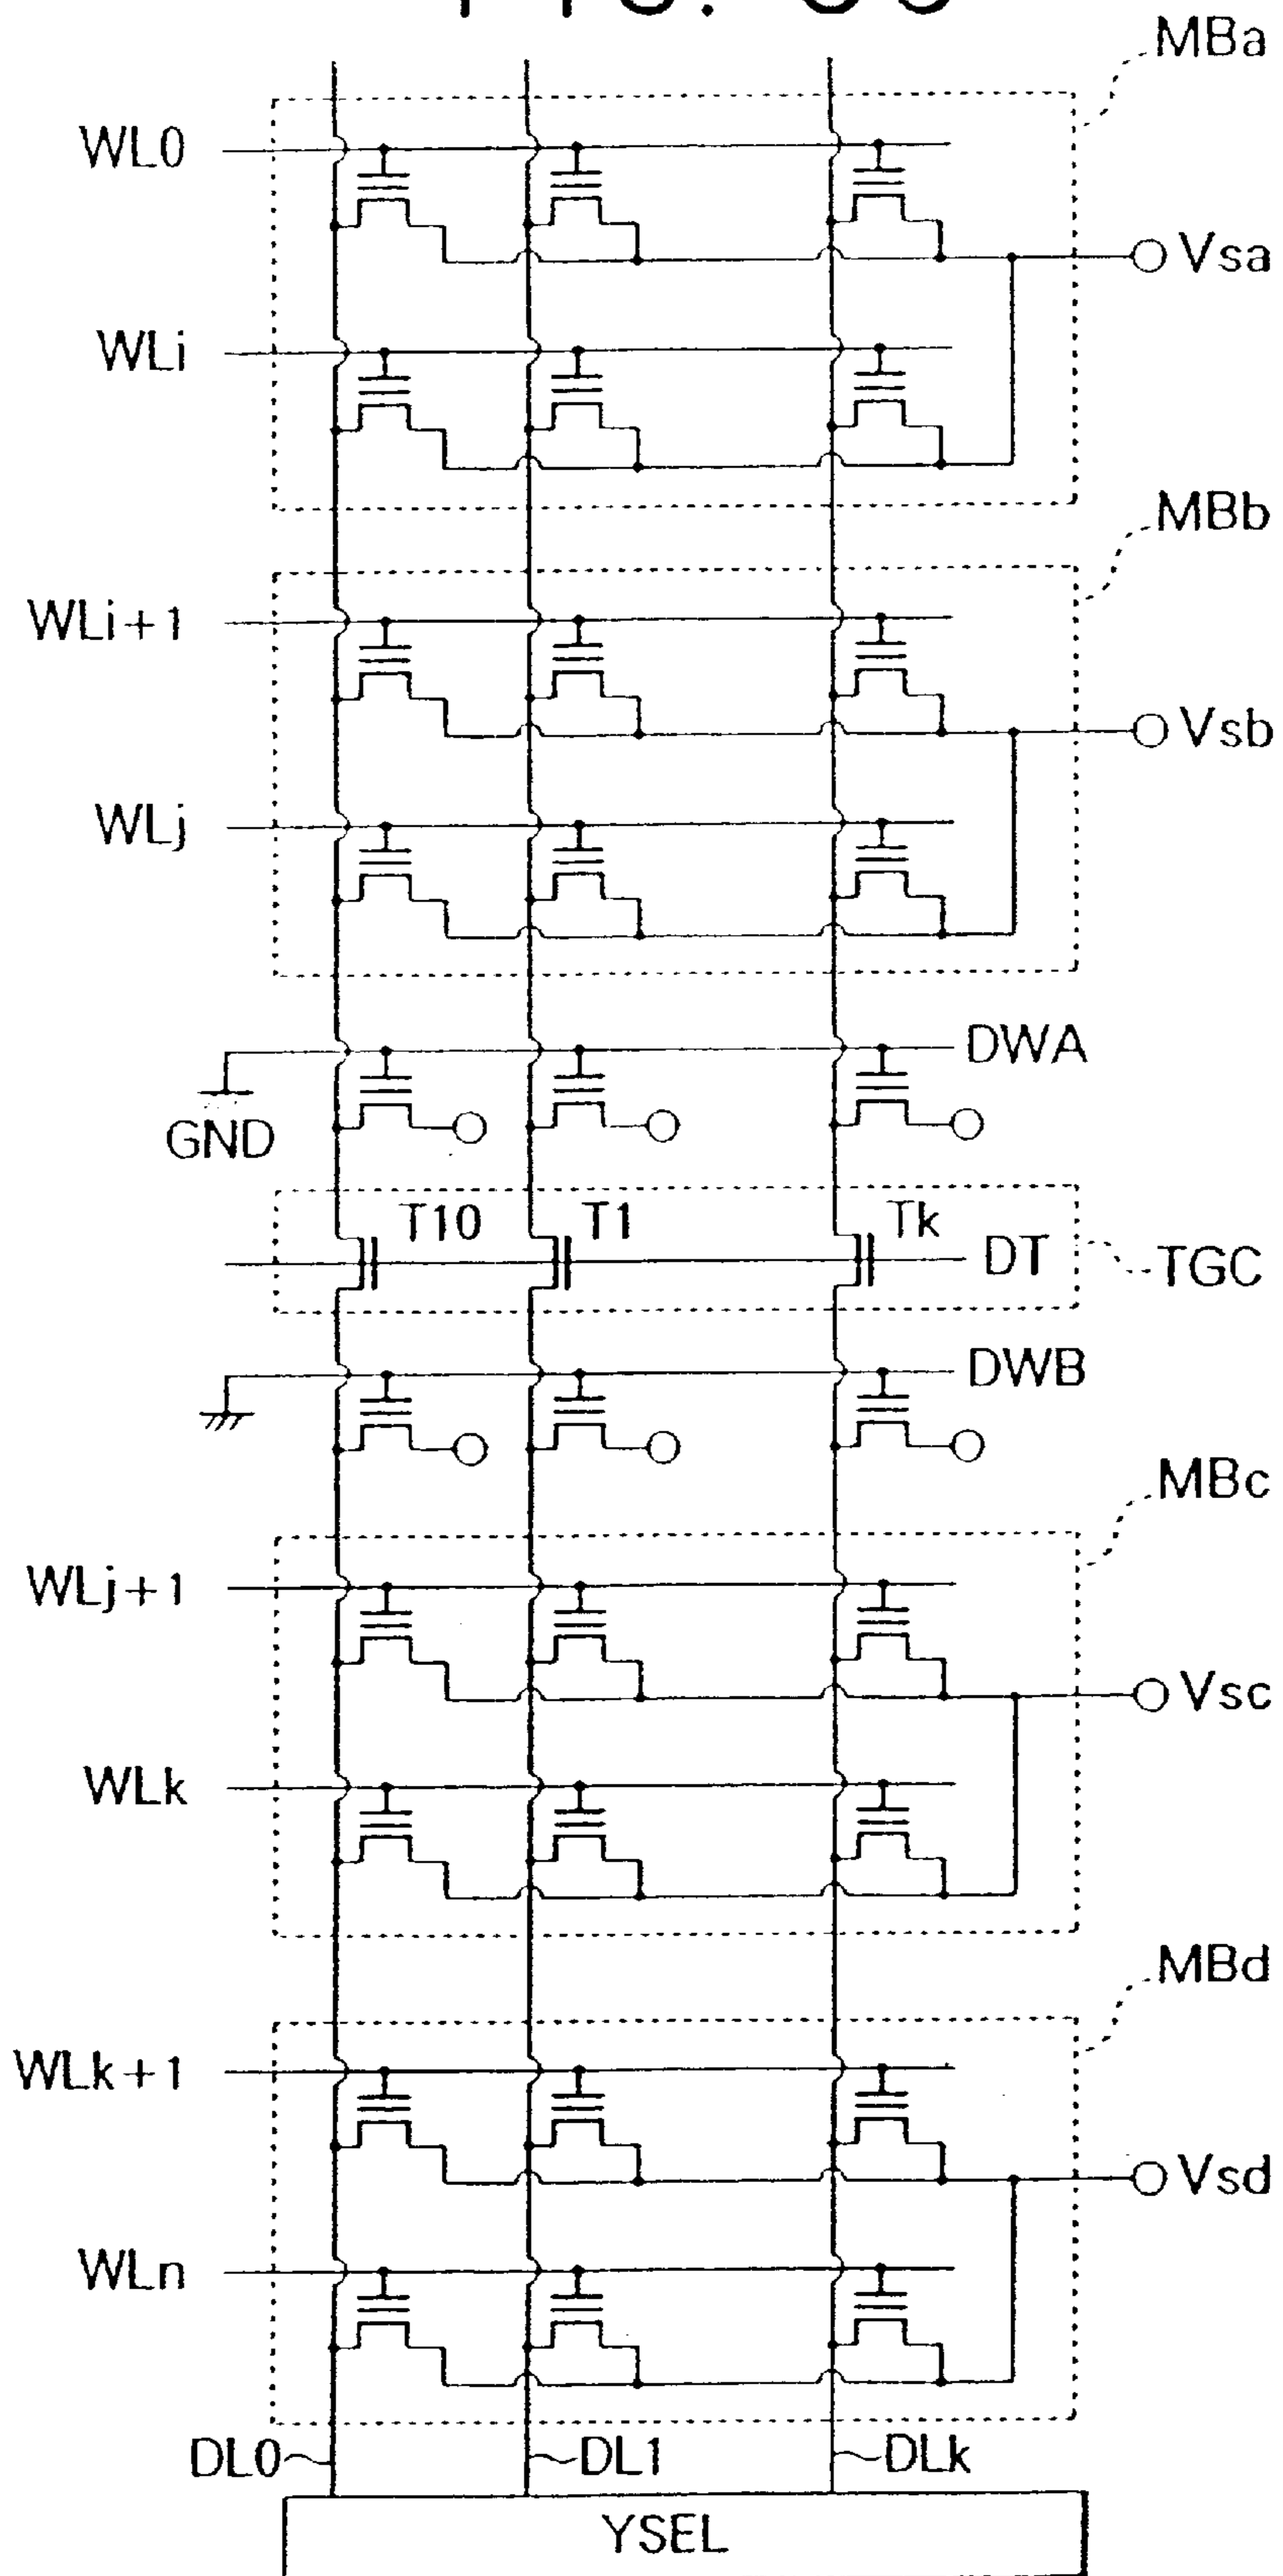 MBa
WL0
Vsa
WLi
MBb
WLi+1
Vsb
WLj
DWA
GND
T10 T1 Tk
DT
TGC
DWB
MBc
WLj+1
Vsc
WLk
MBd
WLk+1
Vsd
WLn
DL0 DL1 DLk
YSEL